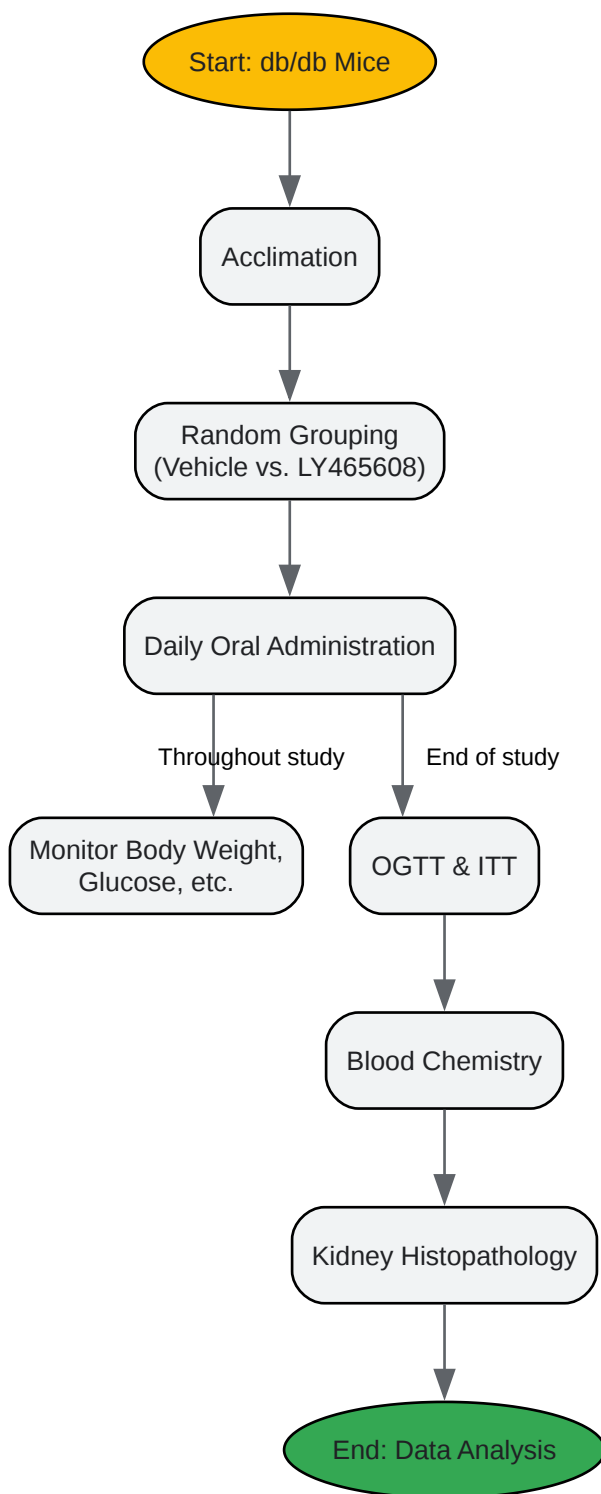 Start: db/db Mice
Acclimation
Random Grouping
(Vehicle vs. LY465608)
Daily Oral Administration
Throughout study
End of study
Monitor Body Weight,
Glucose, etc.
OGTT & ITT
Blood Chemistry
Kidney Histopathology
End: Data Analysis